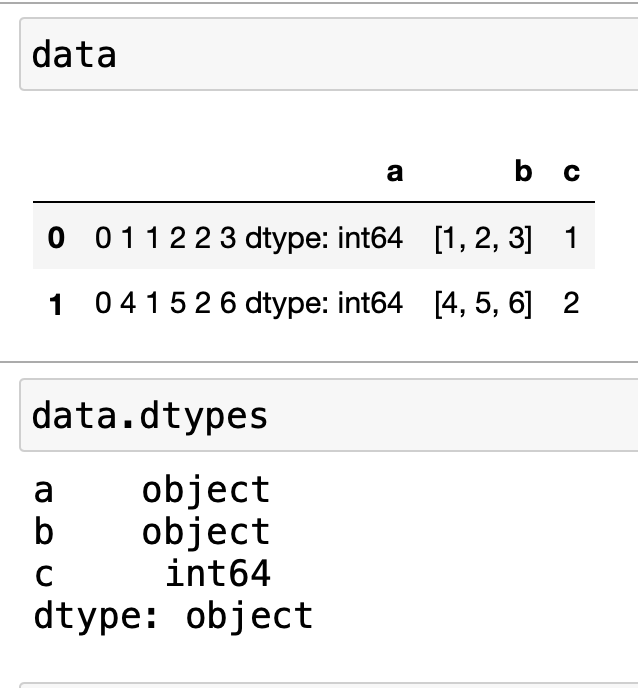 data
a b c
0 0 1 1 2 2 3 dtype: int64 [1, 2, 3] 1
1 0 4 1 5 2 6 dtype: int64 [4, 5, 6] 2
data.dtypes
a object
b object
c int64
dtype: object